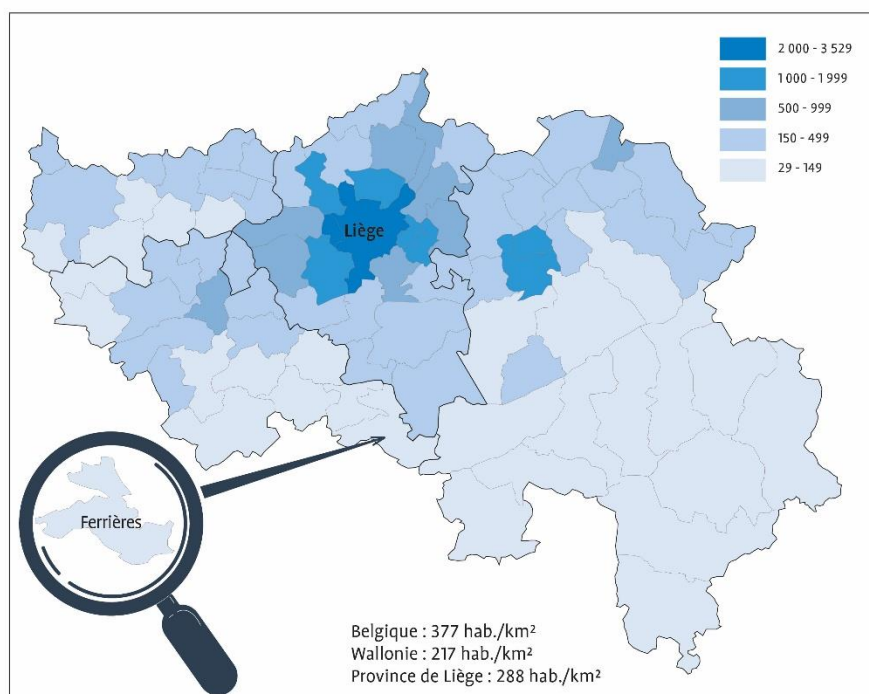 2 000 - 3 529
1 000 - 1 999
500 - 999
150 - 499
29 - 149
Liège
Ferrières
Belgique : 377 hab./km²
Wallonie : 217 hab./km²
Province de Liège : 288 hab./km²